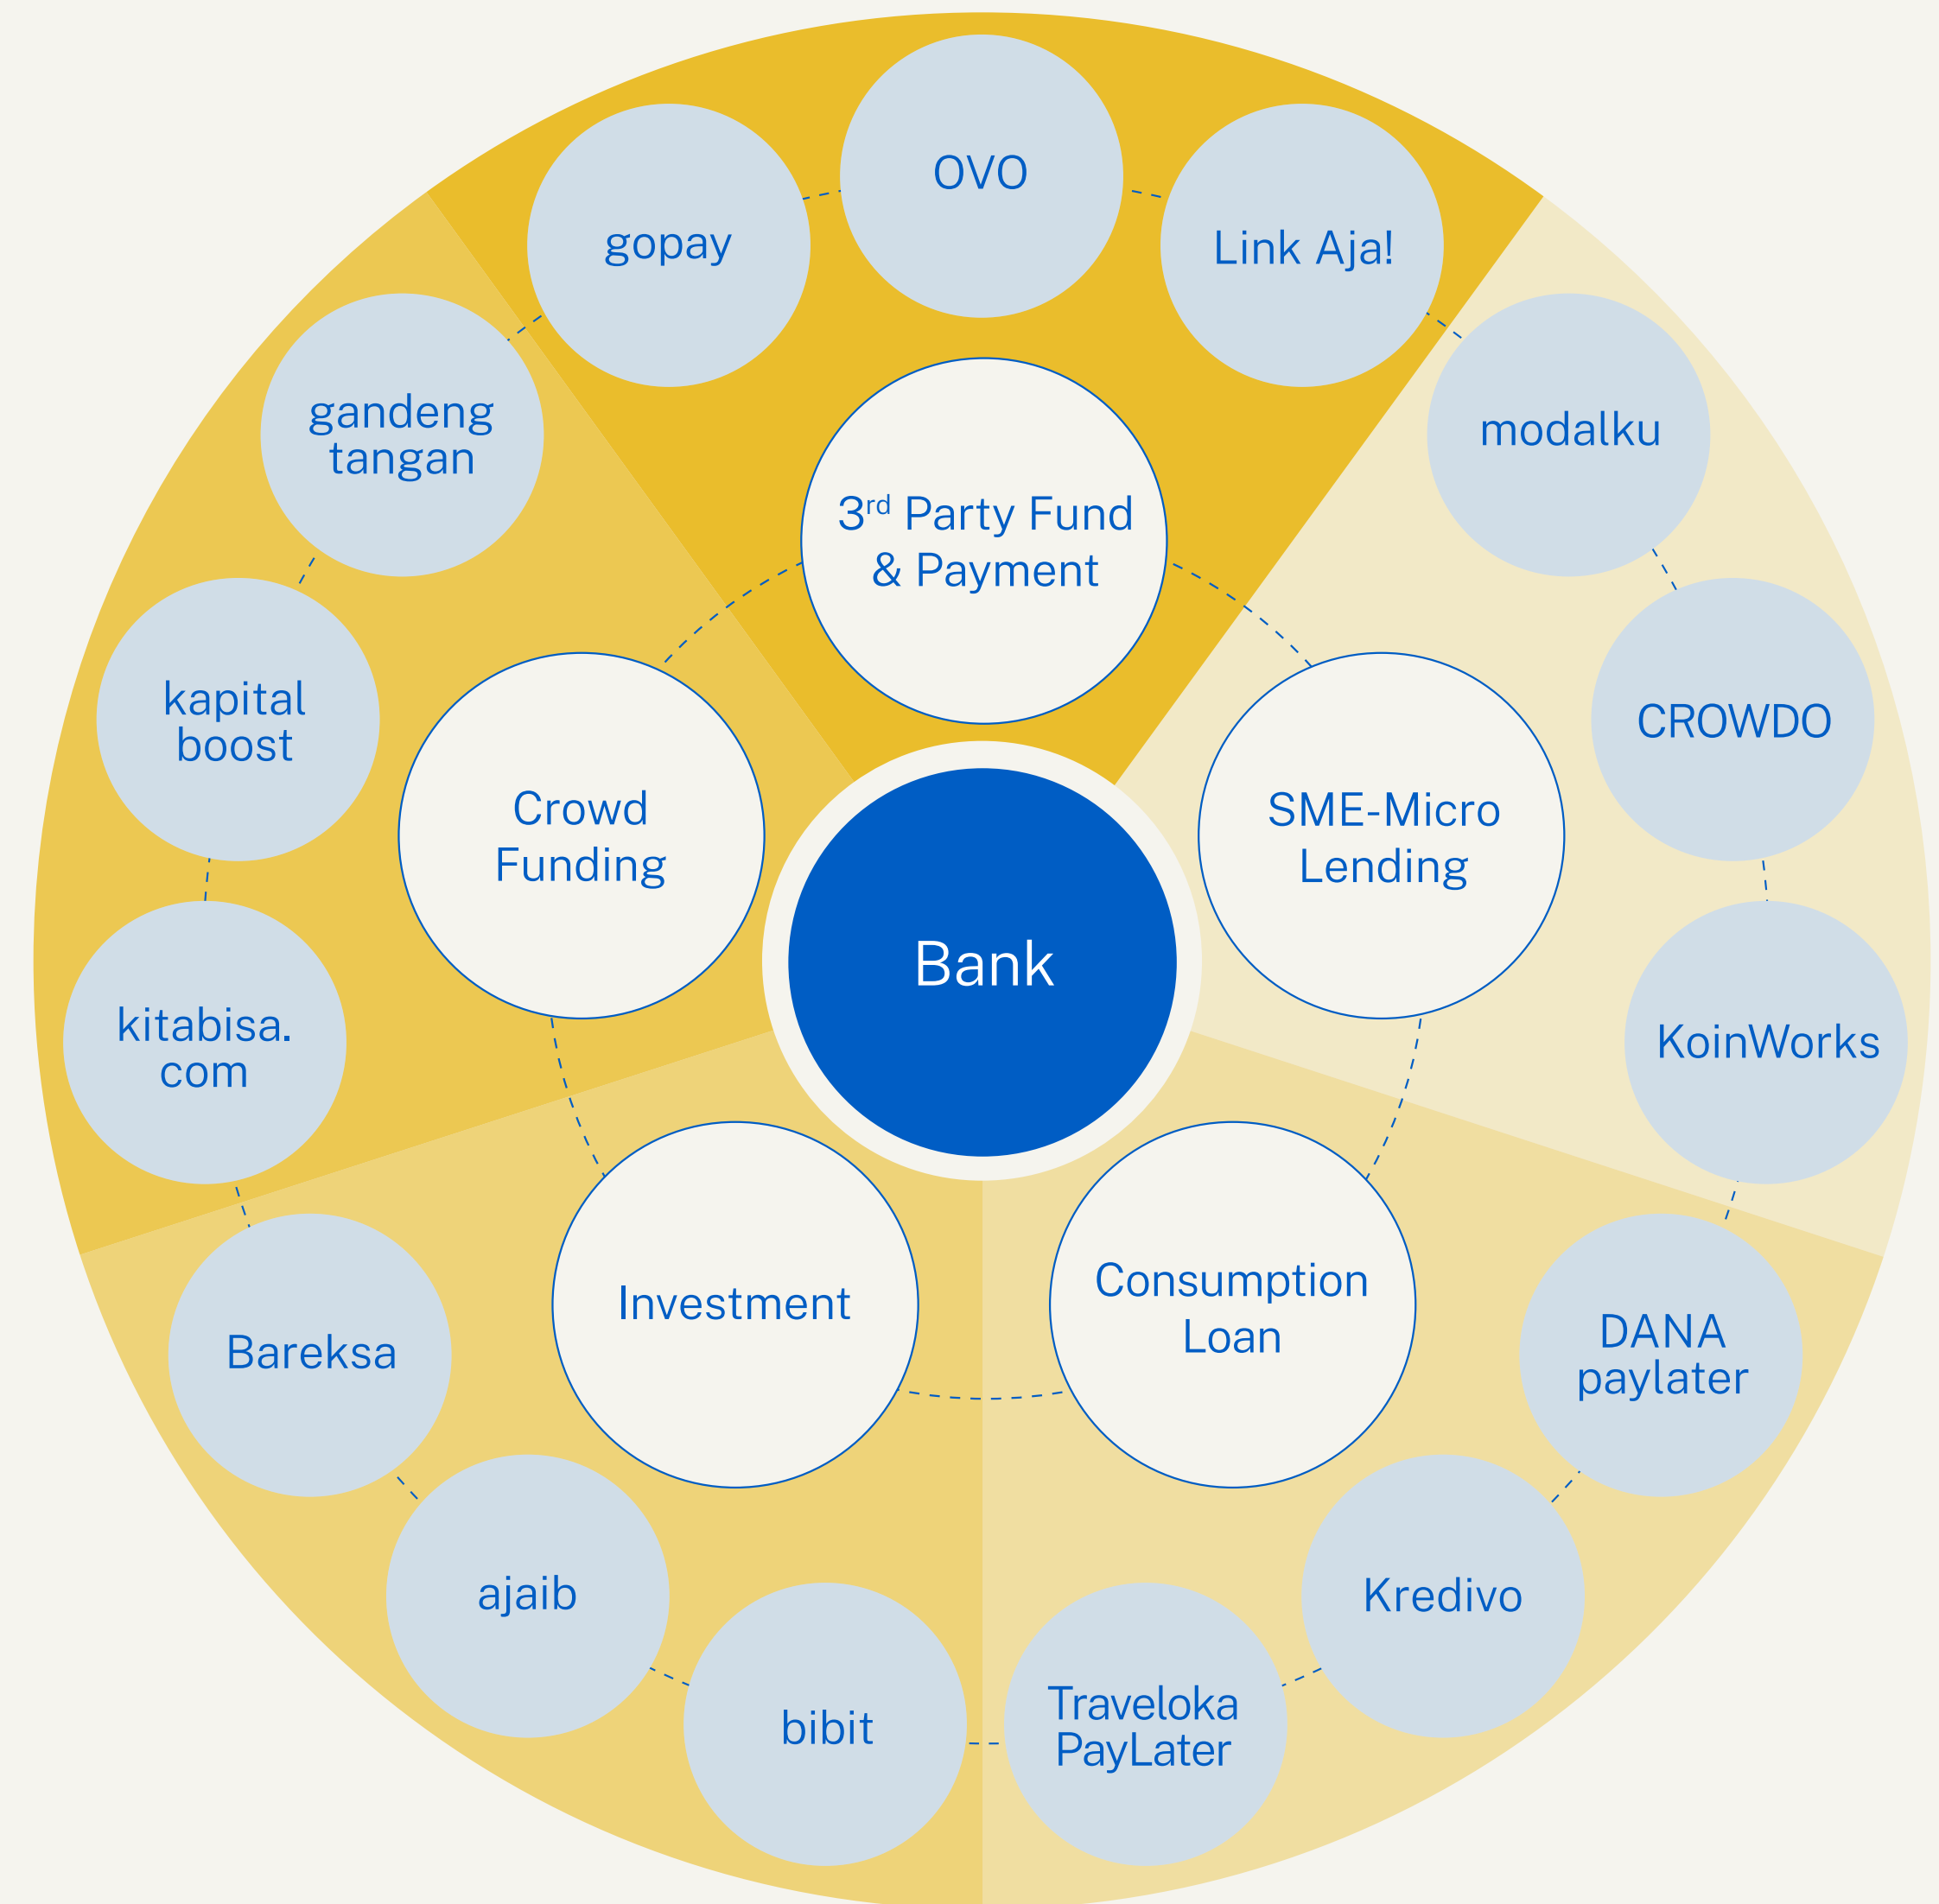 OVO
gopay
Link Aja!
gandeng
tangan
modalku
3rd Party Fund
& Payment
kapital
boost
CROWDO
Crowd
Funding
SME-Micro
Lending
Bank
kitabisa.
com
KoinWorks
Investment
Consumption
Loan
Bareksa
DANA
paylater
ajaib
Kredivo
bibit
Traveloka
PayLater